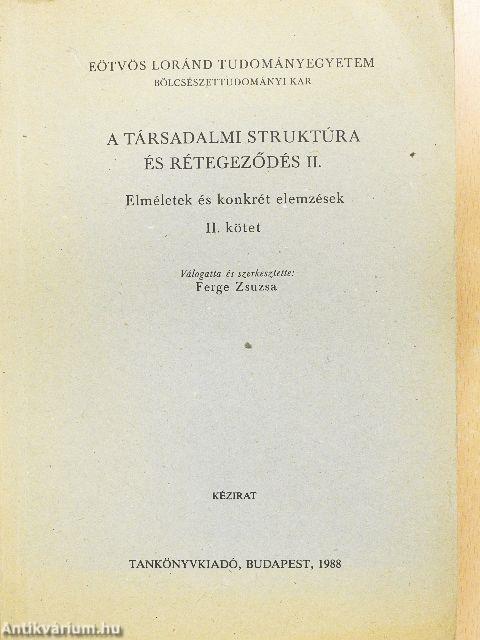 EÖTVÖS LORÁND TUDOMÁNYEGYETEM
BÖLCSÉSZETTUDOMÁNYI KAR
A TÁRSADALMI STRUKTÚRA
ÉS RÉTEGEZŐDÉS II.
Elméletek és konkrét elemzések
II. kötet
Válogatta és szerkesztette:
Ferge Zsuzsa
KÉZIRAT
TANKÖNYVKIADÓ, BUDAPEST, 1988
Antikvárium.hu